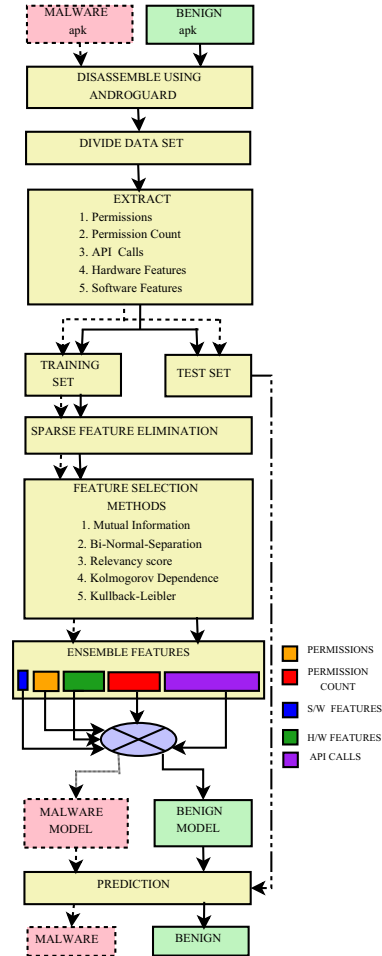 MALWARE
apk
BENIGN
apk
DISASSEMBLE USING
ANDROGUARD
DIVIDE DATA SET
EXTRACT
1. Permissions
2. Permission Count
3. API Calls
4. Hardware Features
5. Software Features
TRAINING
SET
TEST SET
SPARSE FEATURE ELIMINATION
FEATURE SELECTION
METHODS
1. Mutual Information
2. Bi-Normal-Separation
3. Relevancy score
4. Kolmogorov Dependence
5. Kullback-Leibler
ENSEMBLE FEATURES
PERMISSIONS
PERMISSION
COUNT
S/W FEATURES
H/W FEATURES
API CALLS
MALWARE
MODEL
BENIGN
MODEL
PREDICTION
MALWARE
BENIGN